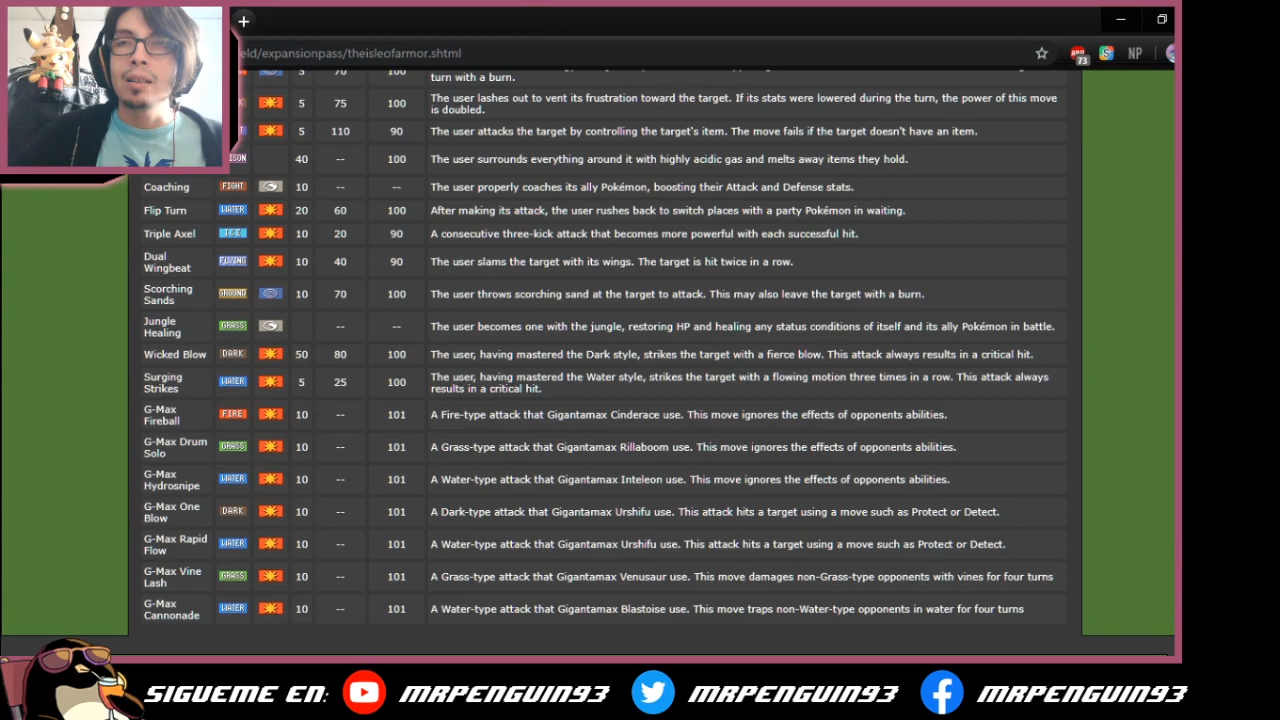 eld/expansionpass/theisleofarmor.shtml
NP
73
5 70 100
turn with a burn.
5 75 100 The user lashes out to vent its frustration toward the target. If its stats were lowered during the turn, the power of this move
is doubled.
5 110 90 The user attacks the target by controlling the target's item. The move fails if the target doesn't have an item.
40 -- 100 The user surrounds everything around it with highly acidic gas and melts away items they hold.
Coaching FIGHT 10 -- -- The user properly coaches its ally Pokémon, boosting their Attack and Defense stats.
Flip Turn WATER 20 60 100 After making its attack, the user rushes back to switch places with a party Pokémon in waiting.
Triple Axel ICE 10 20 90 A consecutive three-kick attack that becomes more powerful with each successful hit.
Dual
Wingbeat FLYING 10 40 90 The user slams the target with its wings. The target is hit twice in a row.
Scorching
Sands GROUND 10 70 100 The user throws scorching sand at the target to attack. This may also leave the target with a burn.
Jungle
Healing GRASS -- -- The user becomes one with the jungle, restoring HP and healing any status conditions of itself and its ally Pokémon in battle.
Wicked Blow DARK 50 80 100 The user, having mastered the Dark style, strikes the target with a fierce blow. This attack always results in a critical hit.
Surging
Strikes WATER 5 25 100 The user, having mastered the Water style, strikes the target with a flowing motion three times in a row. This attack always
results in a critical hit.
G-Max
Fireball FIRE 10 -- 101 A Fire-type attack that Gigantamax Cinderace use. This move ignores the effects of opponents abilities.
G-Max Drum
Solo GRASS 10 -- 101 A Grass-type attack that Gigantamax Rillaboom use. This move ignores the effects of opponents abilities.
G-Max
Hydrosnipe WATER 10 -- 101 A Water-type attack that Gigantamax Inteleon use. This move ignores the effects of opponents abilities.
G-Max One
Blow DARK 10 -- 101 A Dark-type attack that Gigantamax Urshifu use. This attack hits a target using a move such as Protect or Detect.
G-Max Rapid
Flow WATER 10 -- 101 A Water-type attack that Gigantamax Urshifu use. This attack hits a target using a move such as Protect or Detect.
G-Max Vine
Lash GRASS 10 -- 101 A Grass-type attack that Gigantamax Venusaur use. This move damages non-Grass-type opponents with vines for four turns
G-Max
Cannonade WATER 10 -- 101 A Water-type attack that Gigantamax Blastoise use. This move traps non-Water-type opponents in water for four turns
SIGUEME EN: MRPENGUIN93 MRPENGUIN93 MRPENGUIN93